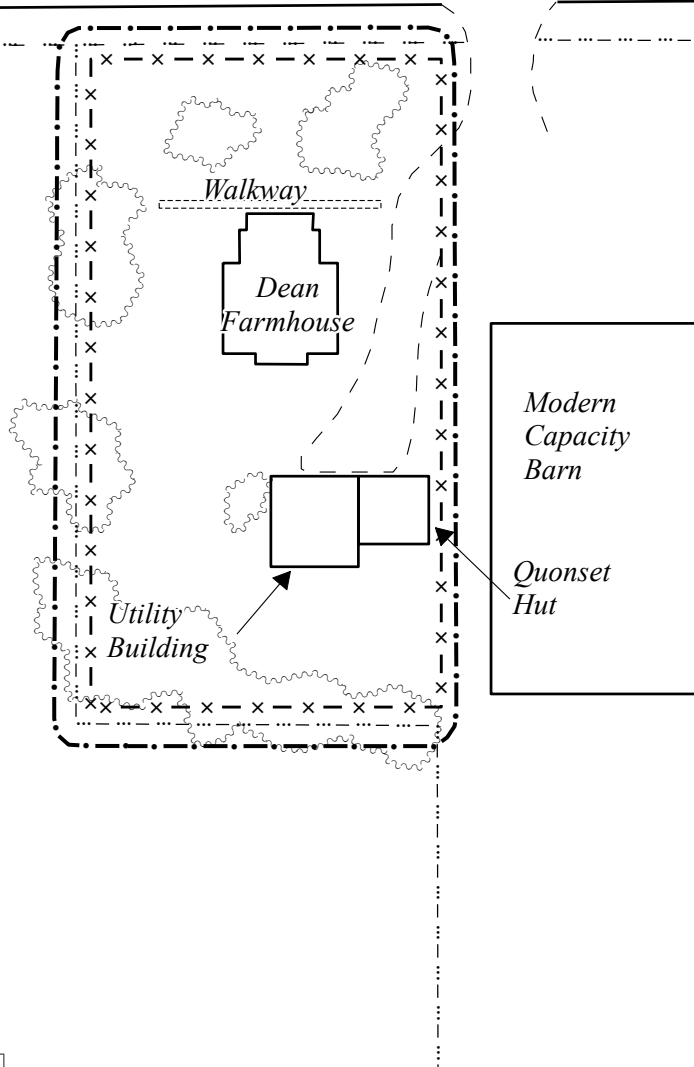 Walkway
Dean
Farmhouse
Modern
Capacity
Barn
Quonset
Hut
Utility
Building